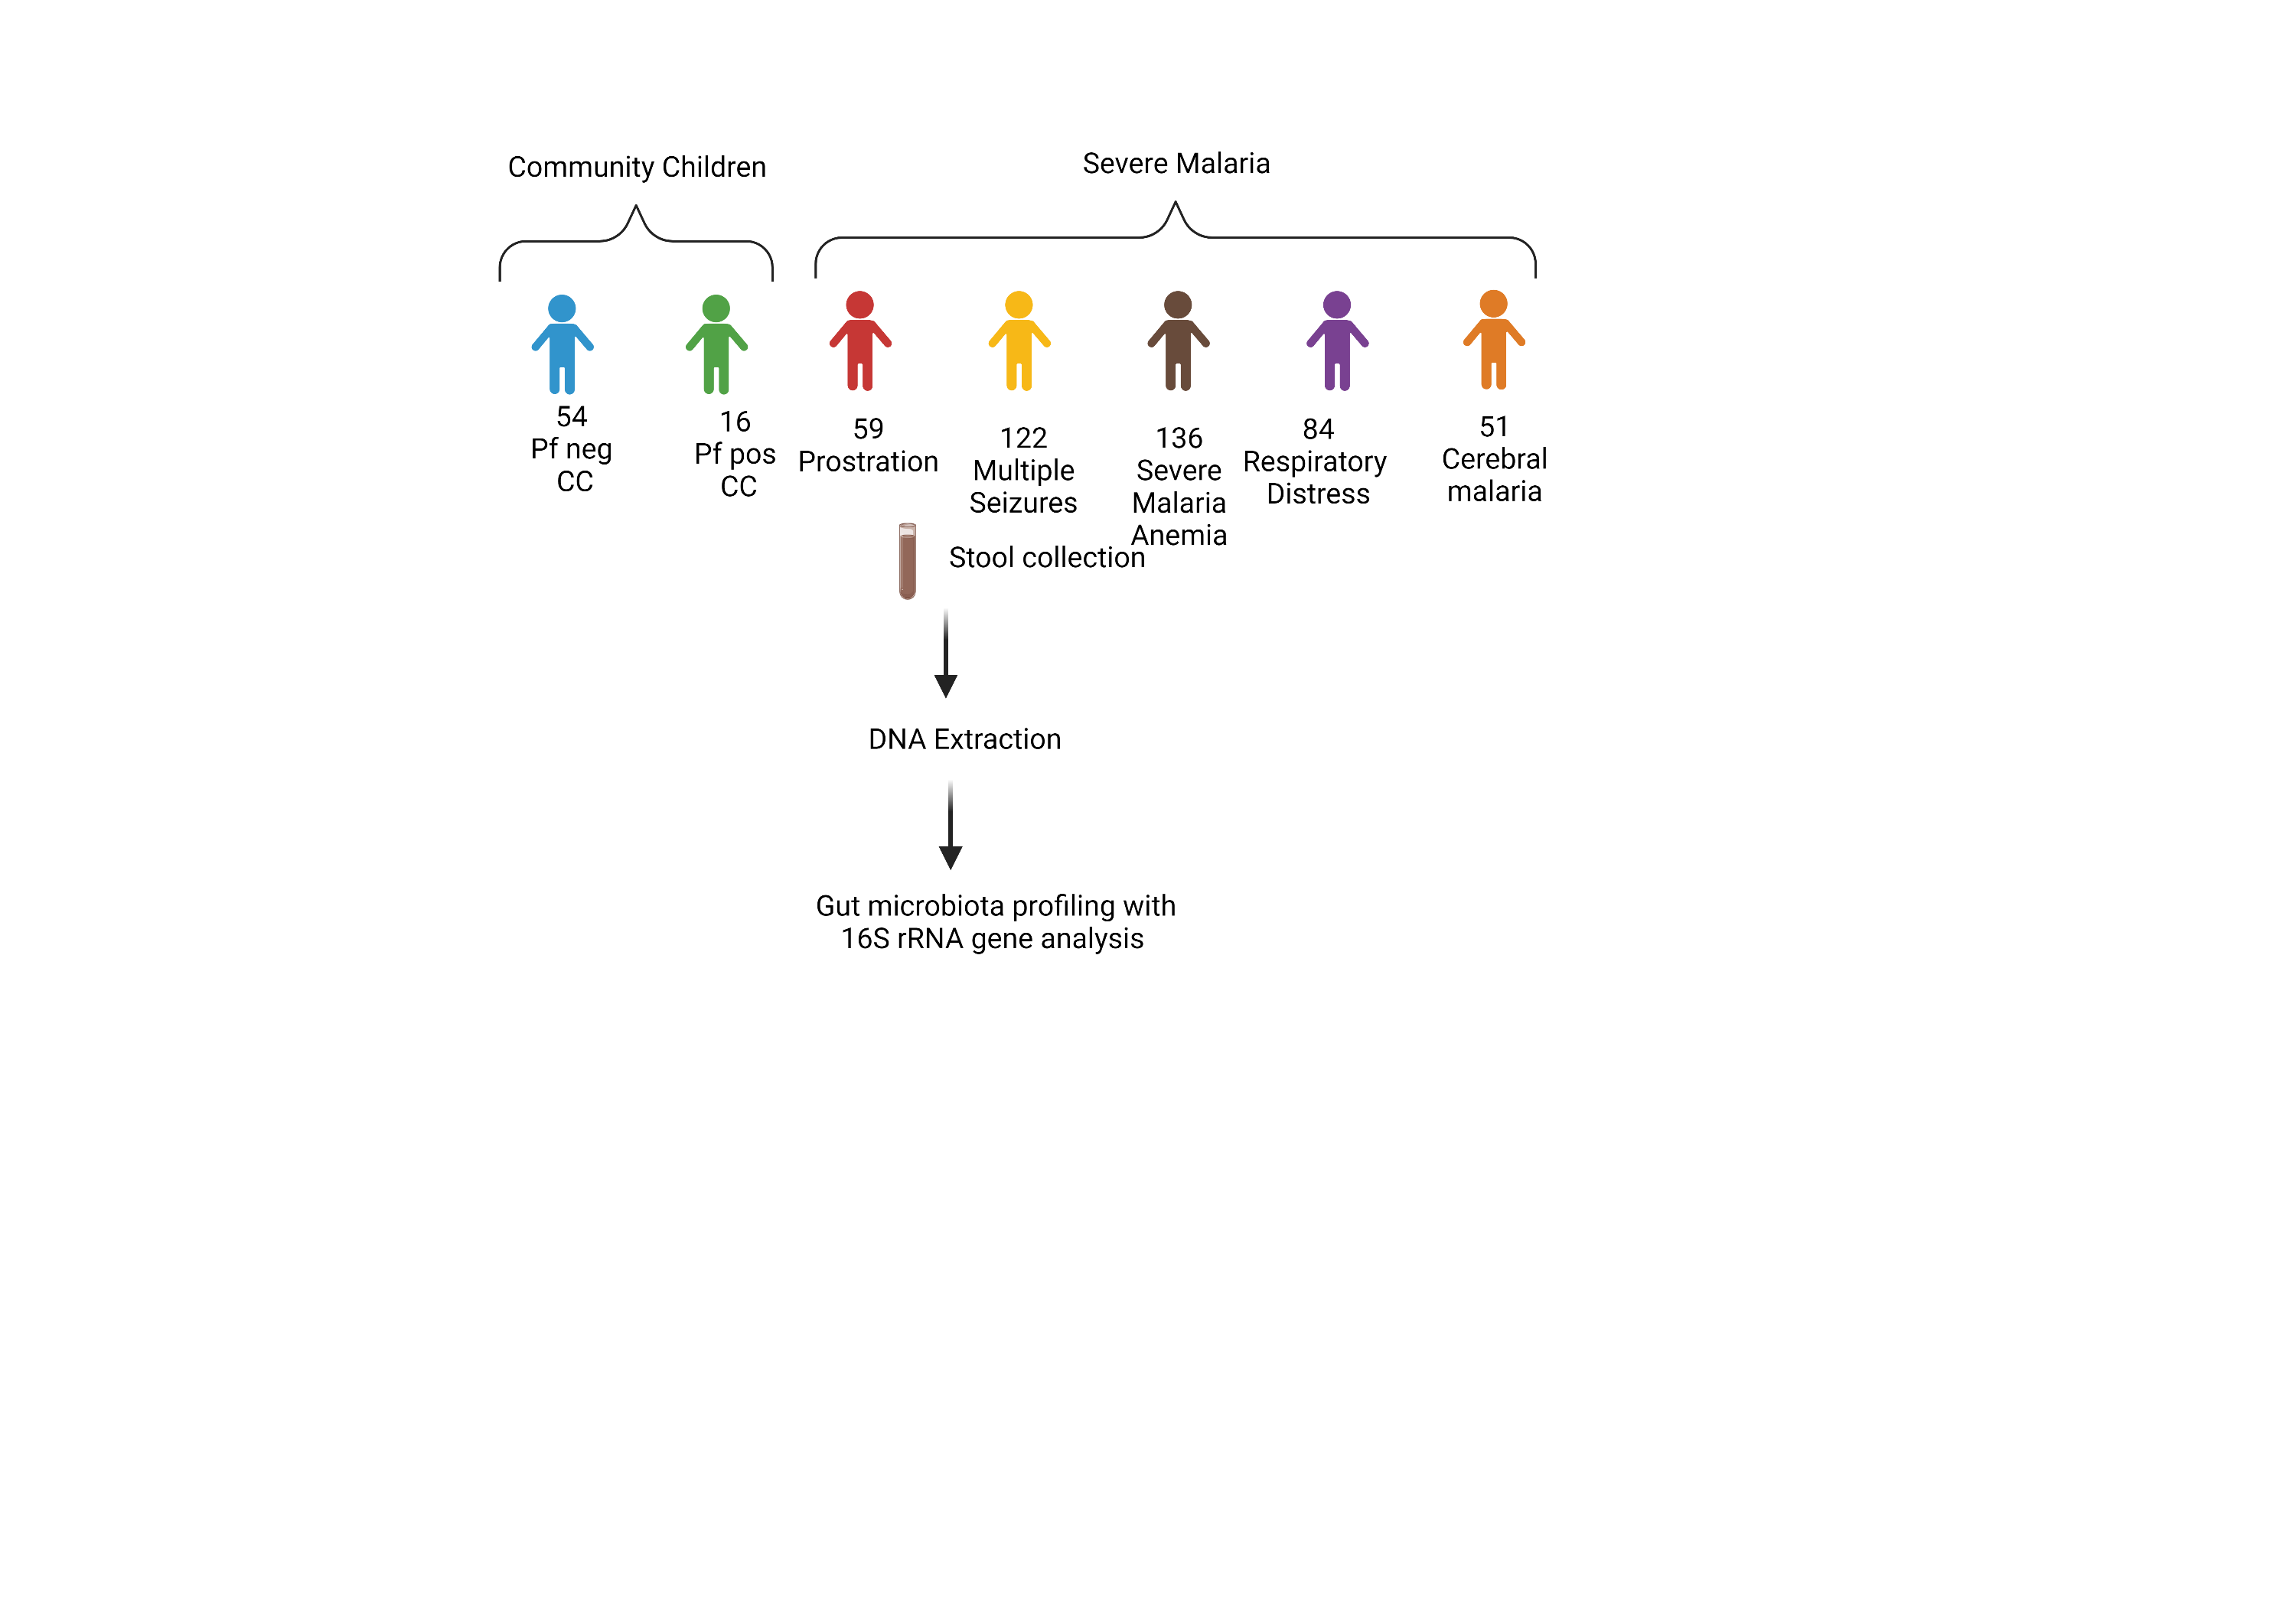 Community Children
Severe Malaria
54
Pf neg
CC
16
Pf pos
CC
59
Prostration
122
Multiple
Seizures
136
Severe
Malaria
Anemia
84
Respiratory
Distress
51
Cerebral
malaria
Stool collection
DNA Extraction
Gut microbiota profiling with
16S rRNA gene analysis